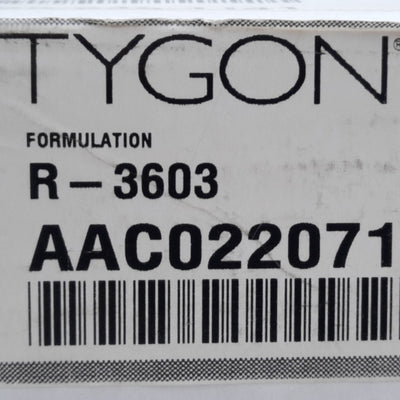 TYGON®
FORMULATION
R-3603
AAC022071